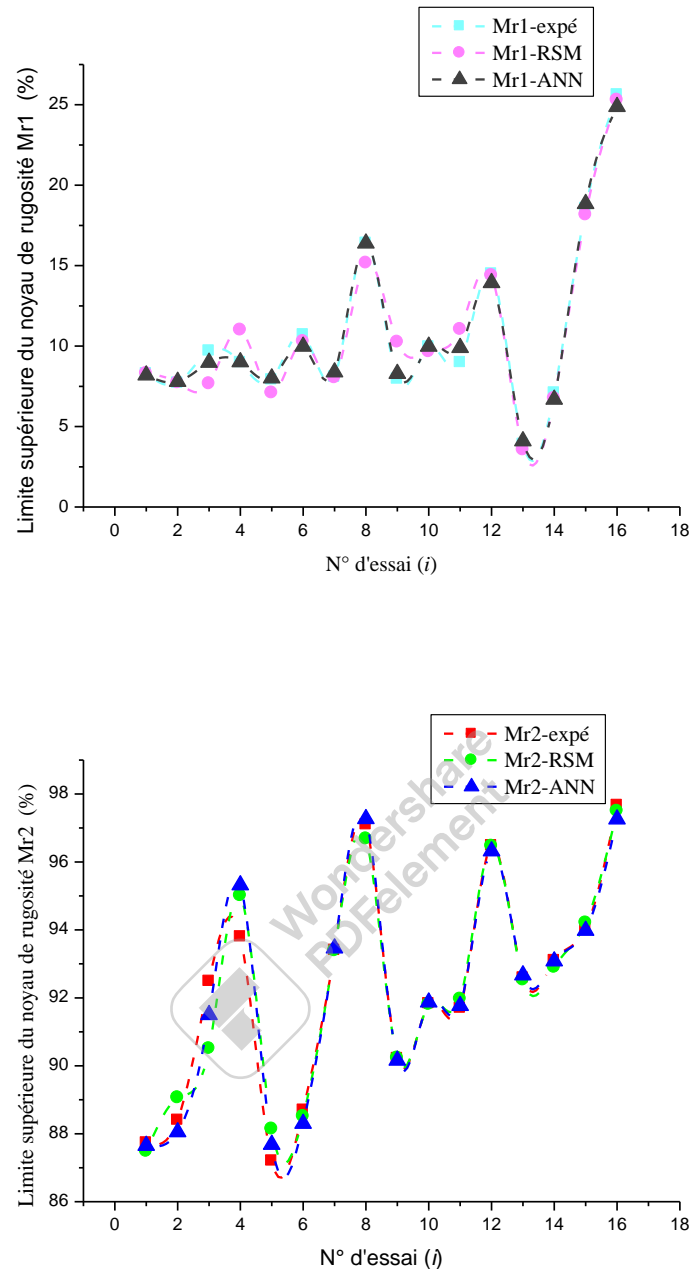 Mr1-expé
Mr1-RSM
Mr1-ANN
Limite supérieure du noyau de rugosité Mr1 (%)
25
20
15
10
5
0
0 2 4 6 8 10 12 14 16 18
N° d'essai (i)
Mr2-expé
Mr2-RSM
Mr2-ANN
Limite supérieure du noyau de rugosité Mr2 (%)
98
96
94
92
90
88
86
0 2 4 6 8 10 12 14 16 18
N° d'essai (i)
Wondershare
PDFelement